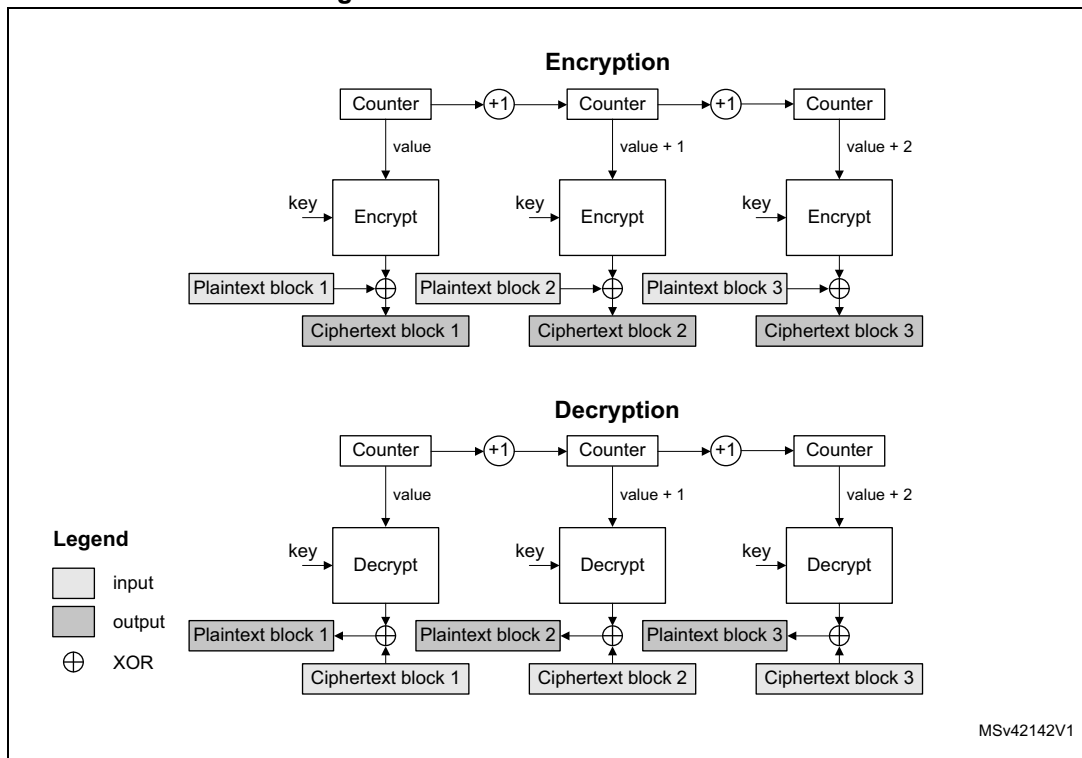 Encryption
Counter +1 Counter +1 Counter
value value + 1 value + 2
key Encrypt key Encrypt key Encrypt
Plaintext block 1 Plaintext block 2 Plaintext block 3
Ciphertext block 1 Ciphertext block 2 Ciphertext block 3
Decryption
Counter +1 Counter +1 Counter
value value + 1 value + 2
key Decrypt key Decrypt key Decrypt
Plaintext block 1 Plaintext block 2 Plaintext block 3
Ciphertext block 1 Ciphertext block 2 Ciphertext block 3
Legend
input
output
XOR
MSv42142V1